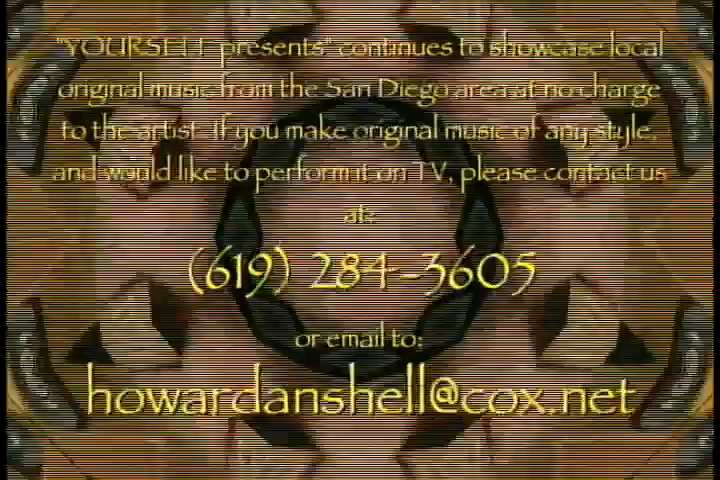 "YOURSELF presents" continues to showcase local
original music from the San Diego area at no charge
to the artist. If you make original music of any style,
and would like to perform it on TV, please contact us
at:
(619) 284-3605
or email to:
howardanshell@cox.net